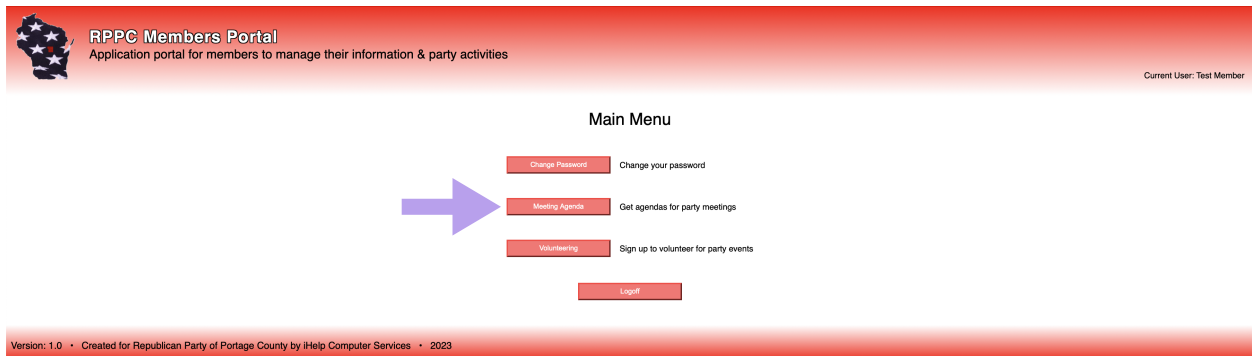 RPPC Members Portal
Application portal for members to manage their information & party activities
Current User: Test Member
Main Menu
Change Password Change your password
Meeting Agenda Get agendas for party meetings
Volunteering Sign up to volunteer for party events
Logoff
Version: 1.0 • Created for Republican Party of Portage County by iHelp Computer Services • 2023